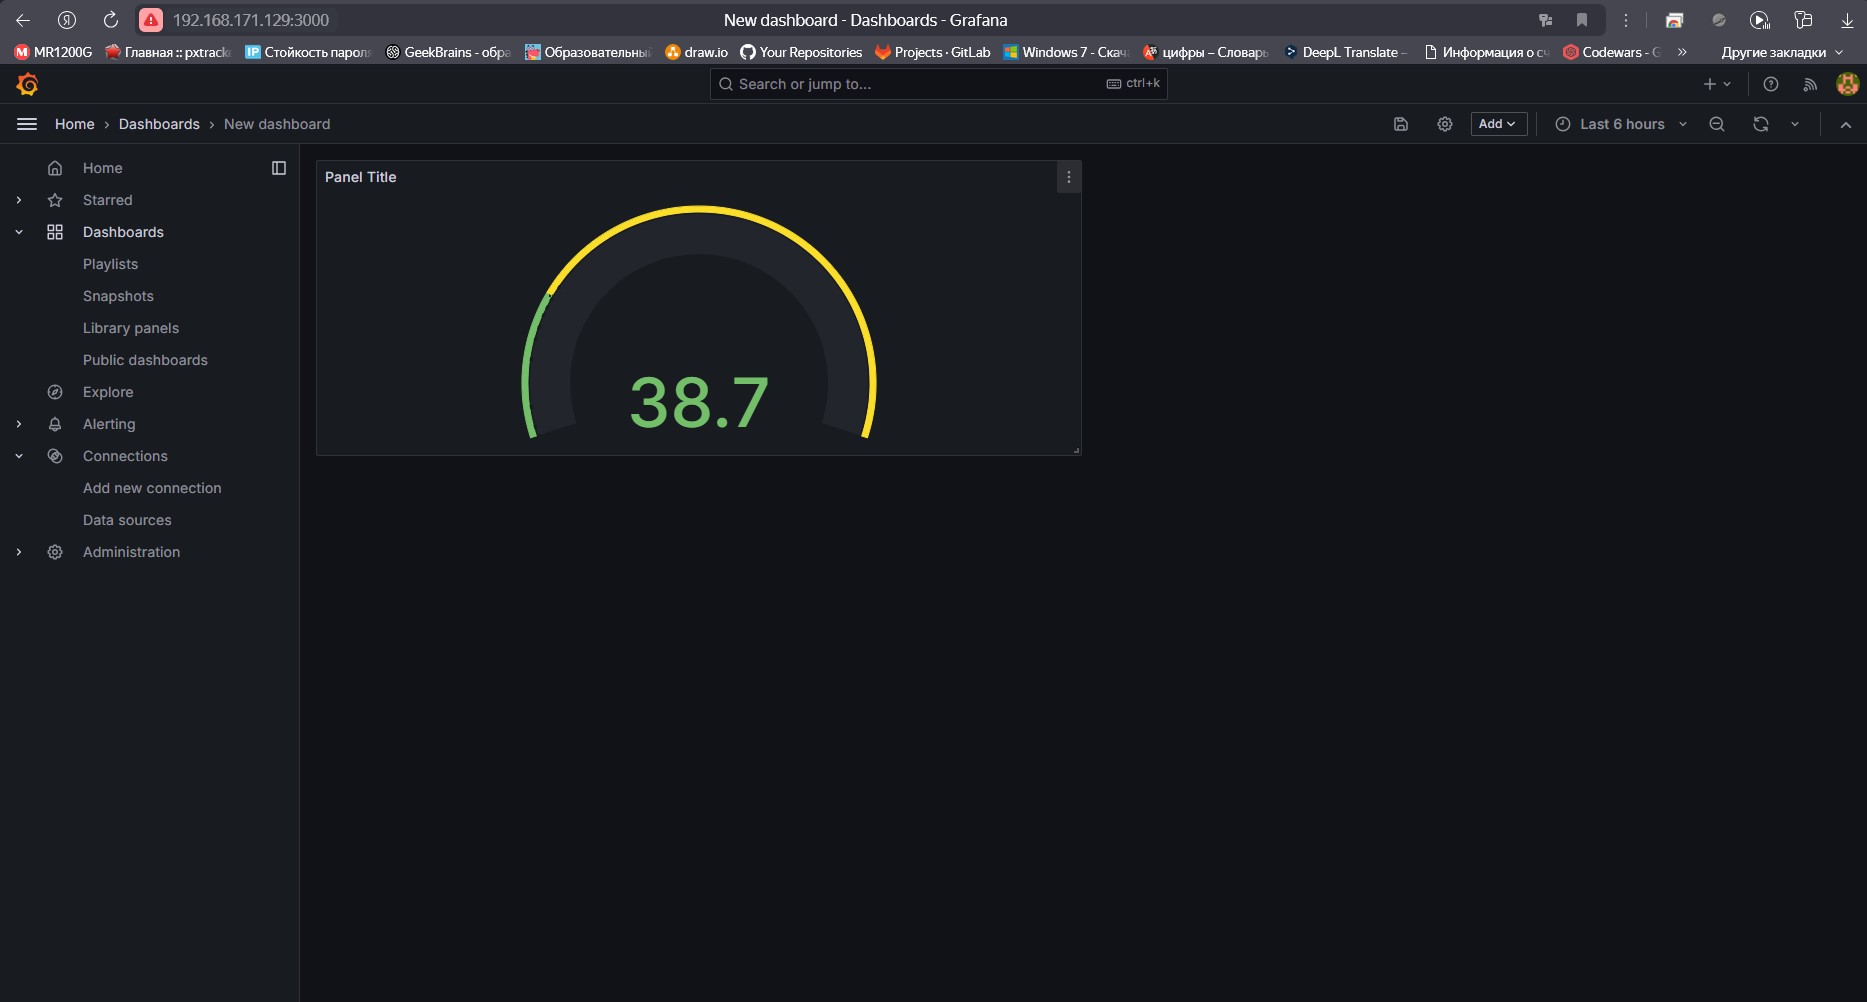 192.168.171.129:3000
New dashboard - Dashboards - Grafana
MR1200G
Главная :: pxtrack
IP Стойкость пароля
GeekBrains - обра
Образовательный
draw.io
Your Repositories
Projects · GitLab
Windows 7 - Скач
цифры – Словарь
DeepL Translate –
Информация о сч
Codewars - G
»
Другие закладки
Search or jump to...
ctrl+k
Home › Dashboards › New dashboard
Add
Last 6 hours
Home
Starred
Dashboards
Playlists
Snapshots
Library panels
Public dashboards
Explore
Alerting
Connections
Add new connection
Data sources
Administration
Panel Title
38.7